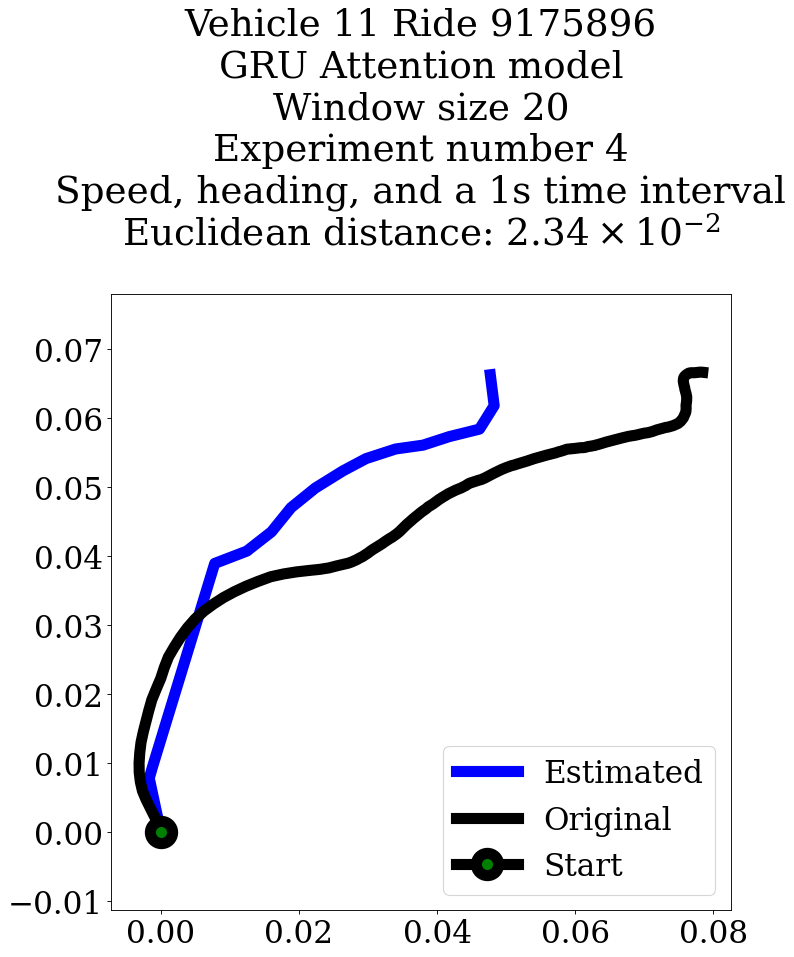 Vehicle 11 Ride 9175896
GRU Attention model
Window size 20
Experiment number 4
Speed, heading, and a 1s time interval
Euclidean distance: 2.34 × 10⁻²
0.07
0.06
0.05
0.04
0.03
0.02
0.01
0.00
−0.01
Estimated
Original
Start
0.00 0.02 0.04 0.06 0.08